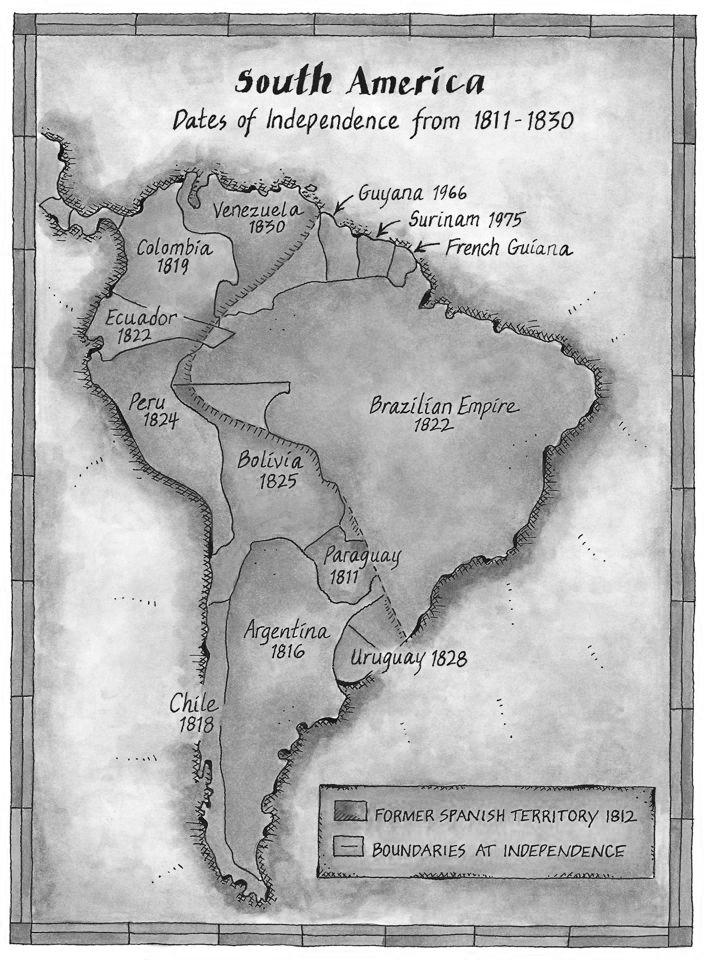 South America
Dates of Independence from 1811-1830
Guyana 1966
Surinam 1975
French Guiana
Venezuela
1830
Colombia
1819
Ecuador
1822
Peru
1824
Brazilian Empire
1822
Bolivia
1825
Paraguay
1811
Argentina
1816
Uruguay 1828
Chile
1818
FORMER SPANISH TERRITORY 1812
BOUNDARIES AT INDEPENDENCE